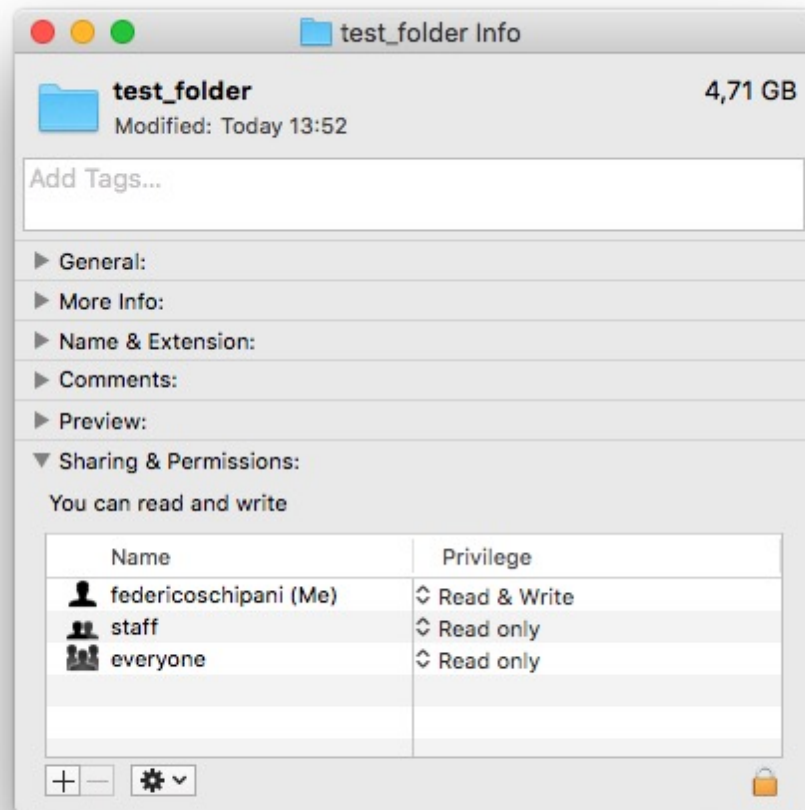 test_folder Info
test_folder 4,71 GB
Modified: Today 13:52
Add Tags...
General:
More Info:
Name & Extension:
Comments:
Preview:
Sharing & Permissions:
You can read and write
Name Privilege
federicoschipani (Me) Read & Write
staff Read only
everyone Read only